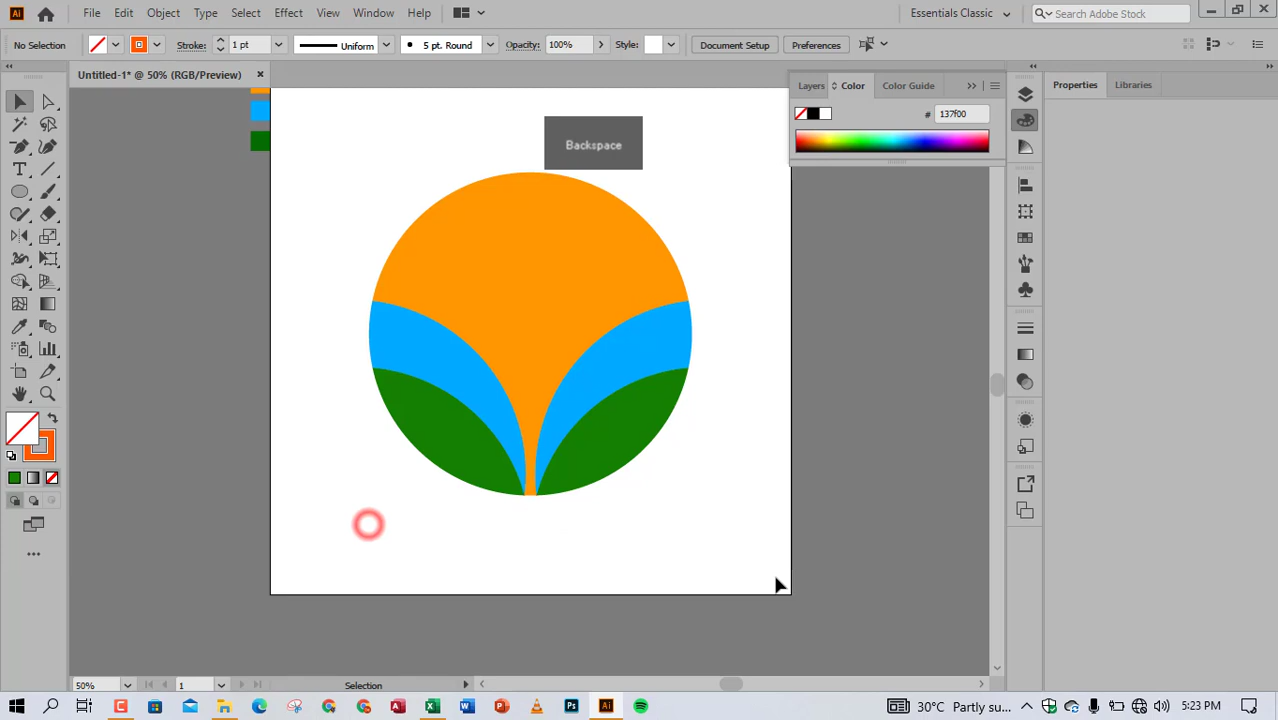 Ai File Edit Object Type Select Effect View Window Help Essentials Classic Search Adobe Stock
No Selection Stroke: 1 pt Uniform 5 pt. Round Opacity: 100% Style: Document Setup Preferences
Untitled-1* @ 50% (RGB/Preview)
Layers Color Color Guide Properties Libraries
# 137f00
Backspace
50% 1 Selection
30°C Partly su... 5:23 PM